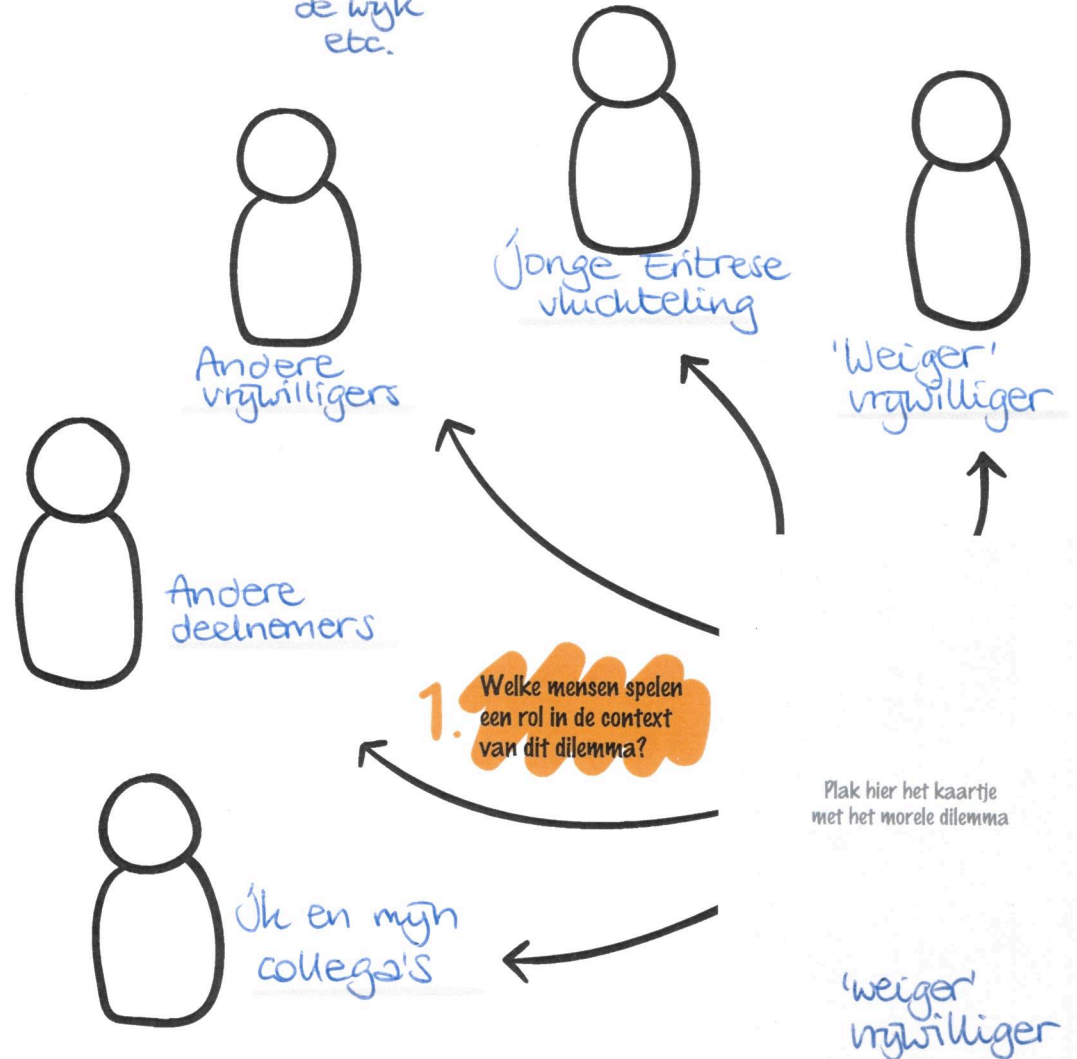 de wijk
etc.
jonge Eritrese
vluchteling
'Weiger'
vrijwilliger
Andere
vrijwilligers
Andere
deelnemers
1. Welke mensen spelen
een rol in de context
van dit dilemma?
Plak hier het kaartje
met het morele dilemma
Ik en mijn
collega's
'weiger'
vrijwilliger